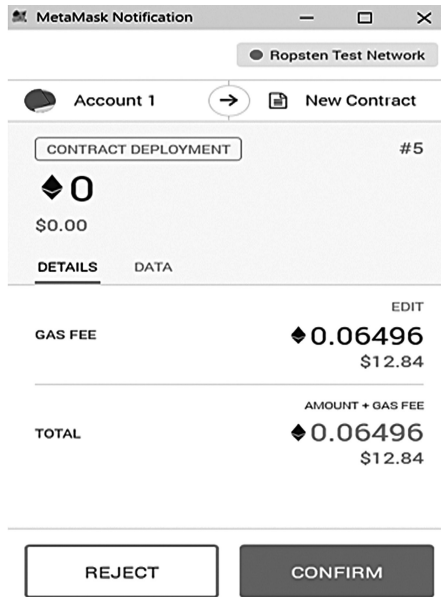 MetaMask Notification
Ropsten Test Network
Account 1 New Contract
CONTRACT DEPLOYMENT #5
0
$0.00
DETAILS DATA
EDIT
GAS FEE 0.06496
$12.84
AMOUNT + GAS FEE
TOTAL 0.06496
$12.84
REJECT CONFIRM